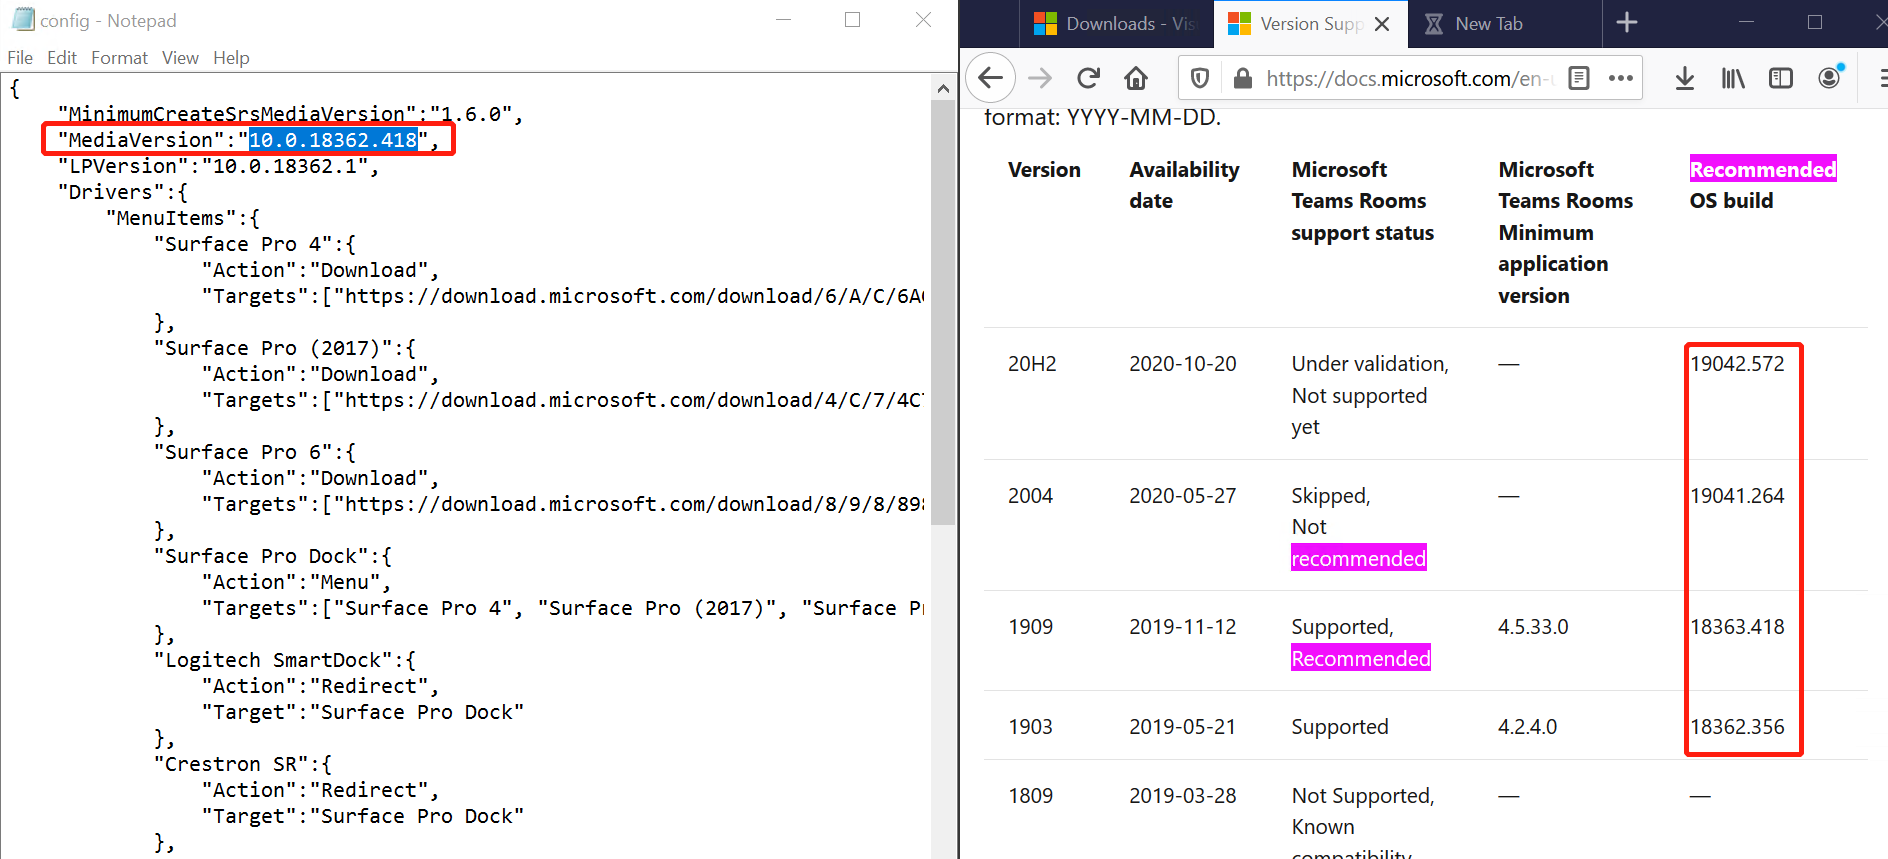 config - Notepad
File Edit Format View Help
{
"MinimumCreateSrsMediaVersion":"1.6.0",
"MediaVersion":"10.0.18362.418",
"LPVersion":"10.0.18362.1",
"Drivers":{
"MenuItems":{
"Surface Pro 4":{
"Action":"Download",
"Targets":["https://download.microsoft.com/download/6/A/C/6A
},
"Surface Pro (2017)":{
"Action":"Download",
"Targets":["https://download.microsoft.com/download/4/C/7/4C
},
"Surface Pro 6":{
"Action":"Download",
"Targets":["https://download.microsoft.com/download/8/9/8/89
},
"Surface Pro Dock":{
"Action":"Menu",
"Targets":["Surface Pro 4", "Surface Pro (2017)", "Surface P
},
"Logitech SmartDock":{
"Action":"Redirect",
"Target":"Surface Pro Dock"
},
"Crestron SR":{
"Action":"Redirect",
"Target":"Surface Pro Dock"
},
Downloads - Vis
Version Supp
New Tab
https://docs.microsoft.com/en-
format: YYYY-MM-DD.
Version
Availability
date
Microsoft
Teams Rooms
support status
Microsoft
Teams Rooms
Minimum
application
version
Recommended
OS build
20H2
2020-10-20
Under validation,
Not supported
yet
—
19042.572
2004
2020-05-27
Skipped,
Not
recommended
—
19041.264
1909
2019-11-12
Supported,
Recommended
4.5.33.0
18363.418
1903
2019-05-21
Supported
4.2.4.0
18362.356
1809
2019-03-28
Not Supported,
Known
compatibility
—
—